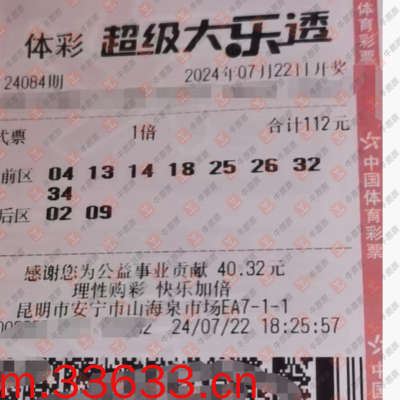 体彩 超级大乐透
24084期 2024年07月22日开奖
式票 1倍 合计112元
前区 04 13 14 18 25 26 32
34
后区 02 09
感谢您为公益事业贡献 40.32元
理性购彩 快乐加倍
昆明市安宁市山海泉市场EA7-1-1
24/07/22 18:25:57
m.33633.cn
体育彩票
中国体育彩票